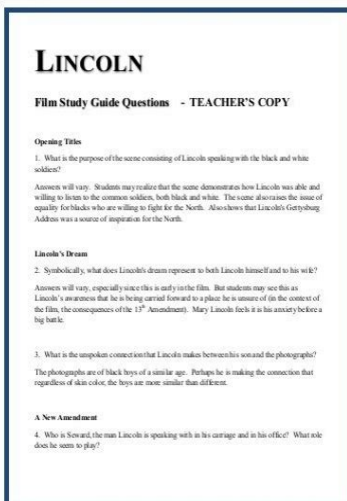 LINCOLN
Film Study Guide Questions - TEACHER'S COPY
Opening Titles
1. What is the purpose of the scene consisting of Lincoln speaking with the black and white
soldiers?
Answers will vary. Students may realize that the scene demonstrates how Lincoln was able and
willing to listen to the common soldiers, both black and white. The scene also raises the issue of
equality for blacks who are willing to fight for the North. Also shows that Lincoln's Gettysburg
Address was a source of inspiration for the North.
Lincoln's Dream
2. Symbolically, what does Lincoln's dream represent to both Lincoln himself and to his wife?
Answers will vary, especially since this is early in the film. But students may see this as
Lincoln's awareness that he is being carried forward to a place he is unsure of (in the context of
the film, the consequences of the 13th Amendment). Mary Lincoln feels it is his anxiety before a
big battle.
3. What is the unspoken connection that Lincoln makes between his son and the photographs?
The photographs are of black boys of a similar age. Perhaps he is making the connection that
regardless of skin color, the boys are more similar than different.
A New Amendment
4. Who is Seward, the man Lincoln is speaking with in his carriage and in his office? What role
does he seem to play?